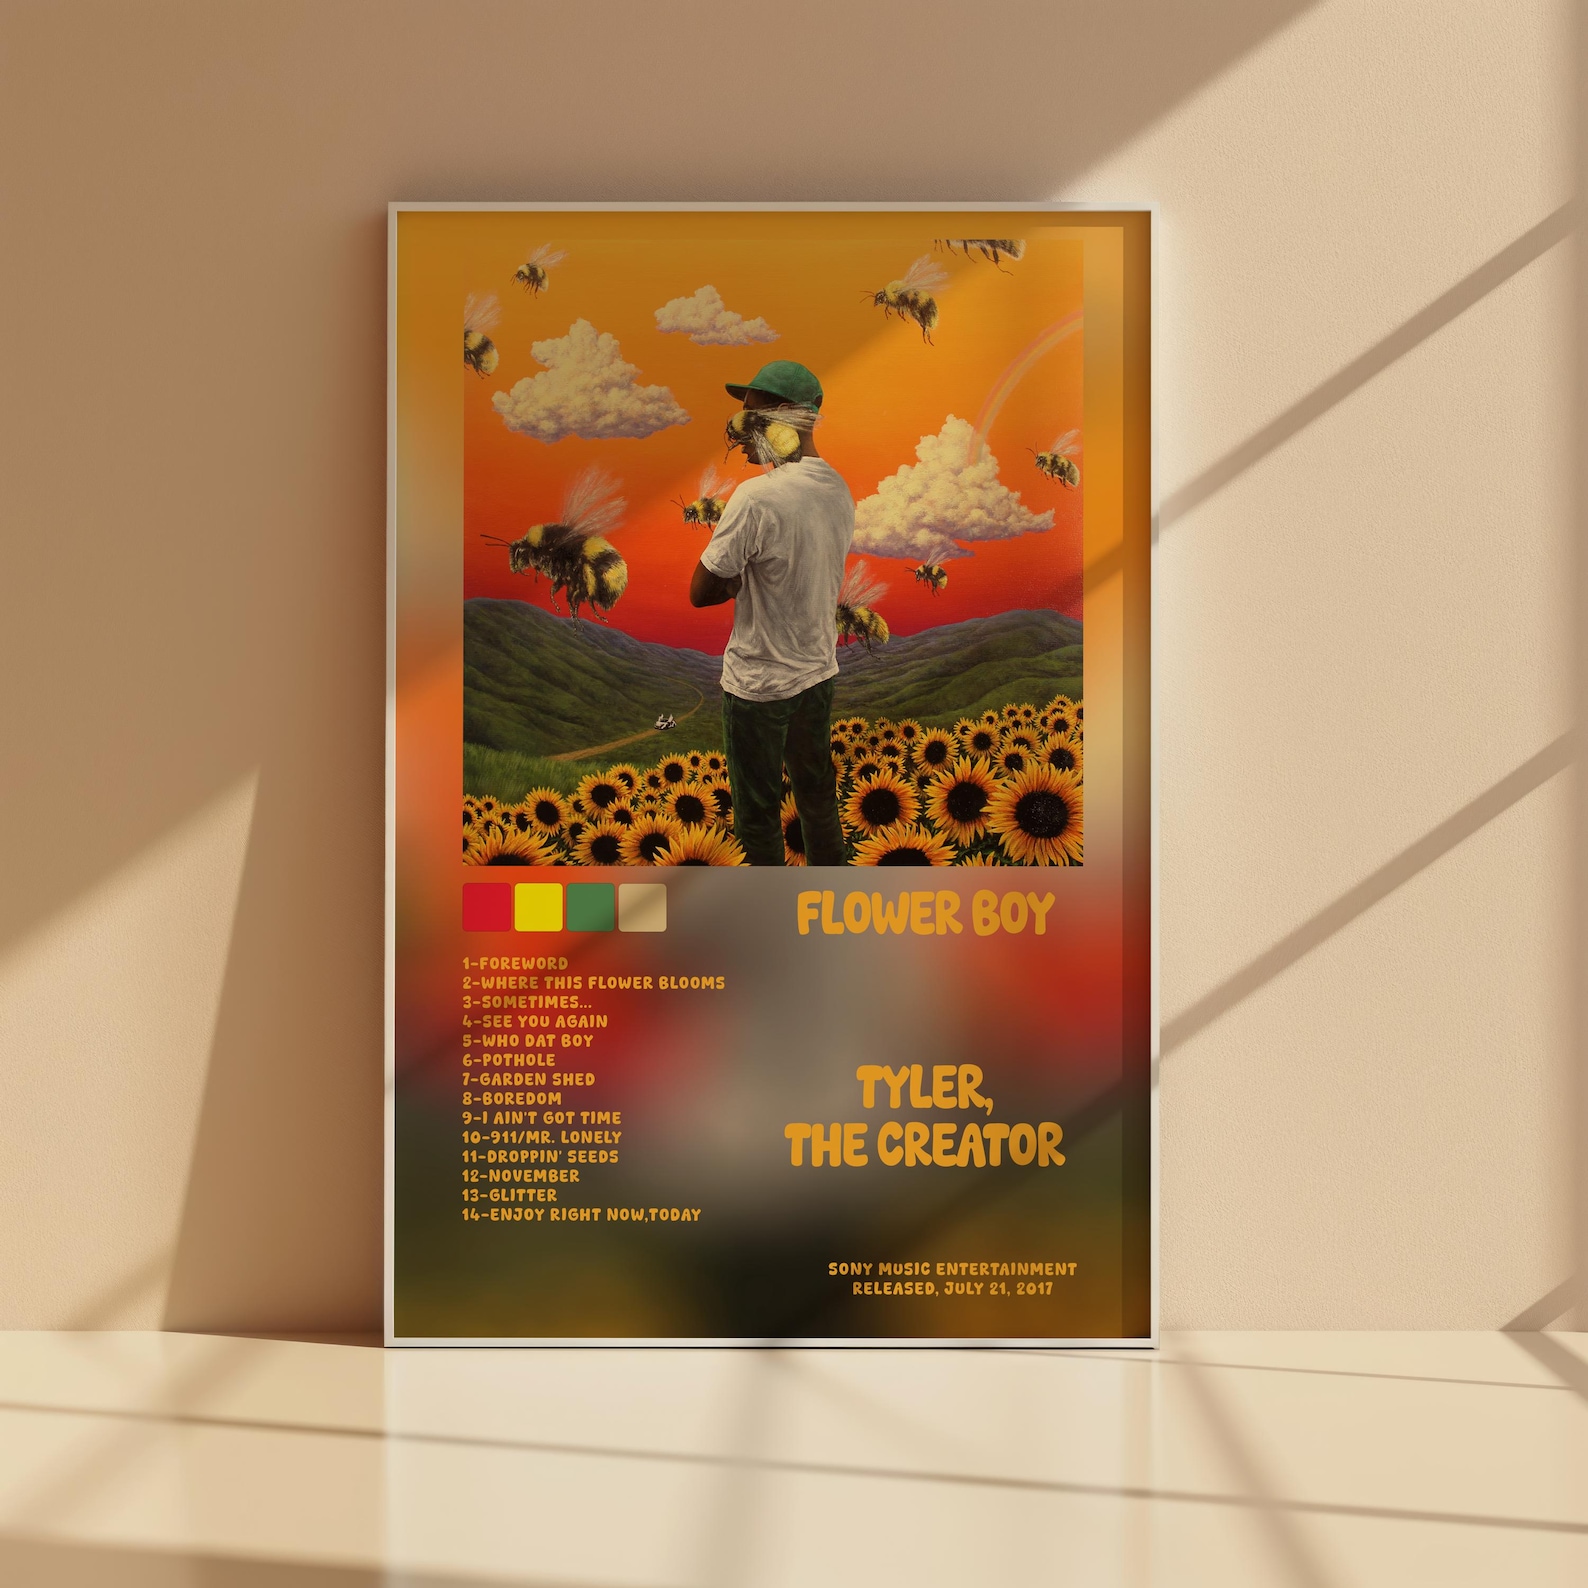 FLOWER BOY
1-FOREWORD
2-WHERE THIS FLOWER BLOOMS
3-SOMETIMES...
4-SEE YOU AGAIN
5-WHO DAT BOY
6-POTHOLE
7-GARDEN SHED
8-BOREDOM
9-I AIN'T GOT TIME
10-911/MR. LONELY
11-DROPPIN' SEEDS
12-NOVEMBER
13-GLITTER
14-ENJOY RIGHT NOW,TODAY
TYLER,
THE CREATOR
SONY MUSIC ENTERTAINMENT
RELEASED, JULY 21, 2017